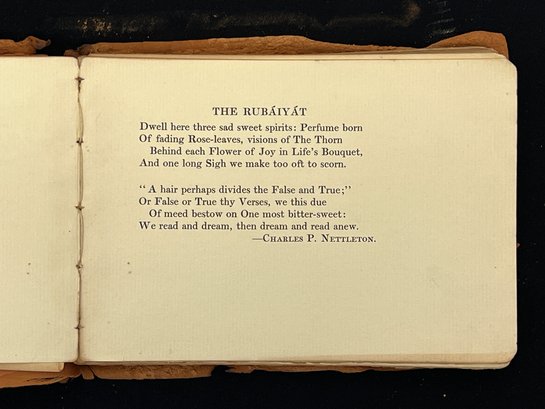 THE RUBÁIYÁT
Dwell here three sad sweet spirits: Perfume born
Of fading Rose-leaves, visions of The Thorn
Behind each Flower of Joy in Life's Bouquet,
And one long Sigh we make too oft to scorn.
"A hair perhaps divides the False and True;"
Or False or True thy Verses, we this due
Of meed bestow on One most bitter-sweet:
We read and dream, then dream and read anew.
—CHARLES P. NETTLETON.